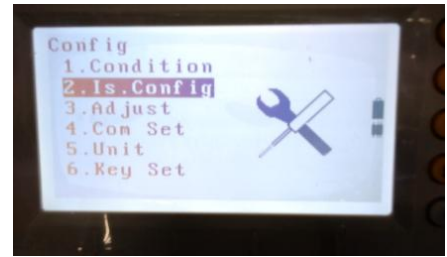 Config
1.Condition
2.Is.Config
3.Adjust
4.Com Set
5.Unit
6.Key Set